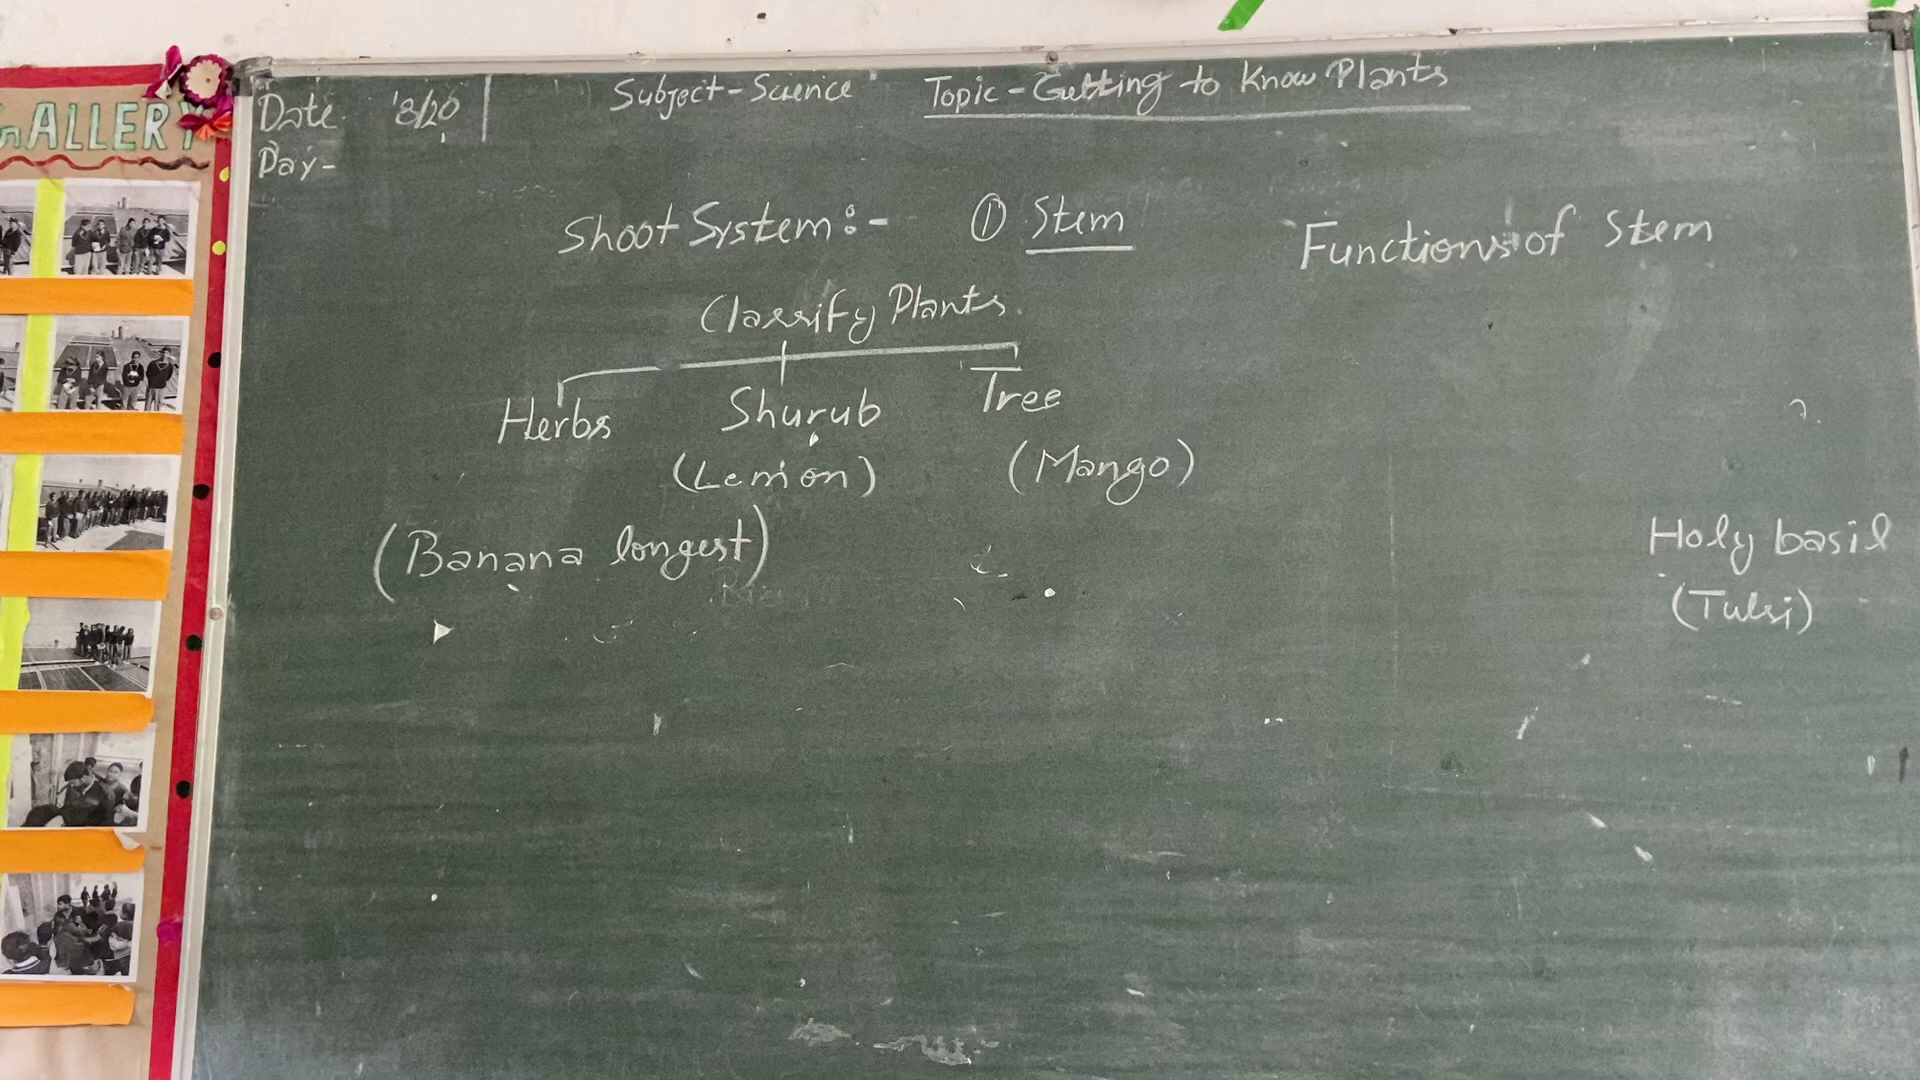 GALLERY
Date 8/20 Subject-Science Topic-Getting to Know Plants
Day-
Shoot System:- ① Stem
Classify Plants
Herbs Shurub Tree
(Lemon) (Mango)
(Banana longest)
Functions of Stem
Holy basil
(Tulsi)